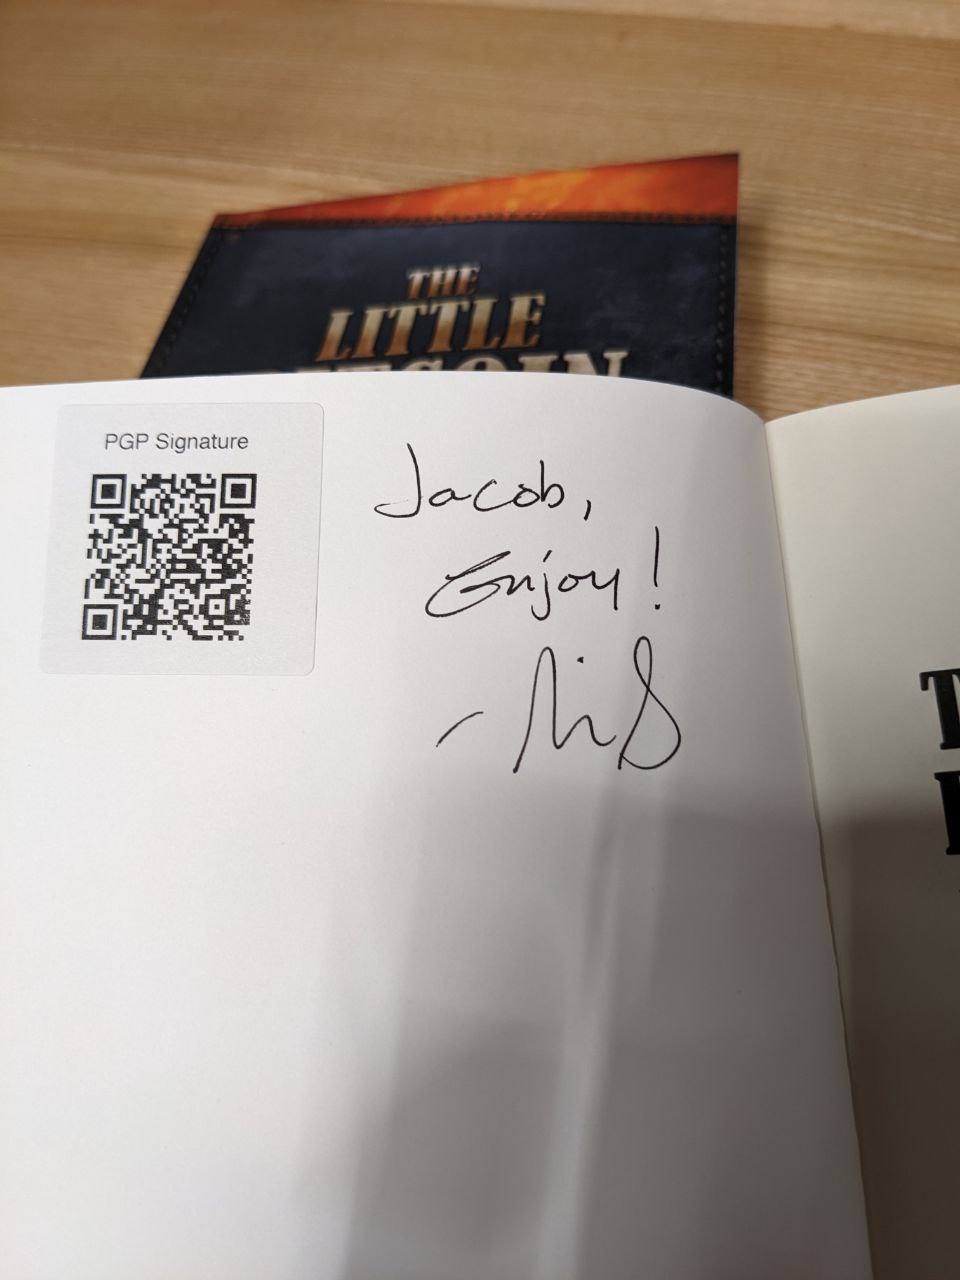 THE
LITTLE
PGP Signature
Jacob,
Enjoy!